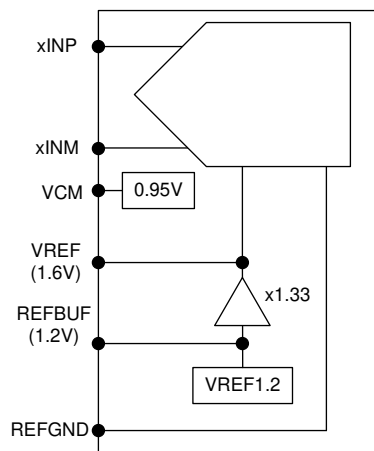 xINP
xINM
VCM
0.95V
VREF
(1.6V)
x1.33
REFBUF
(1.2V)
VREF1.2
REFGND